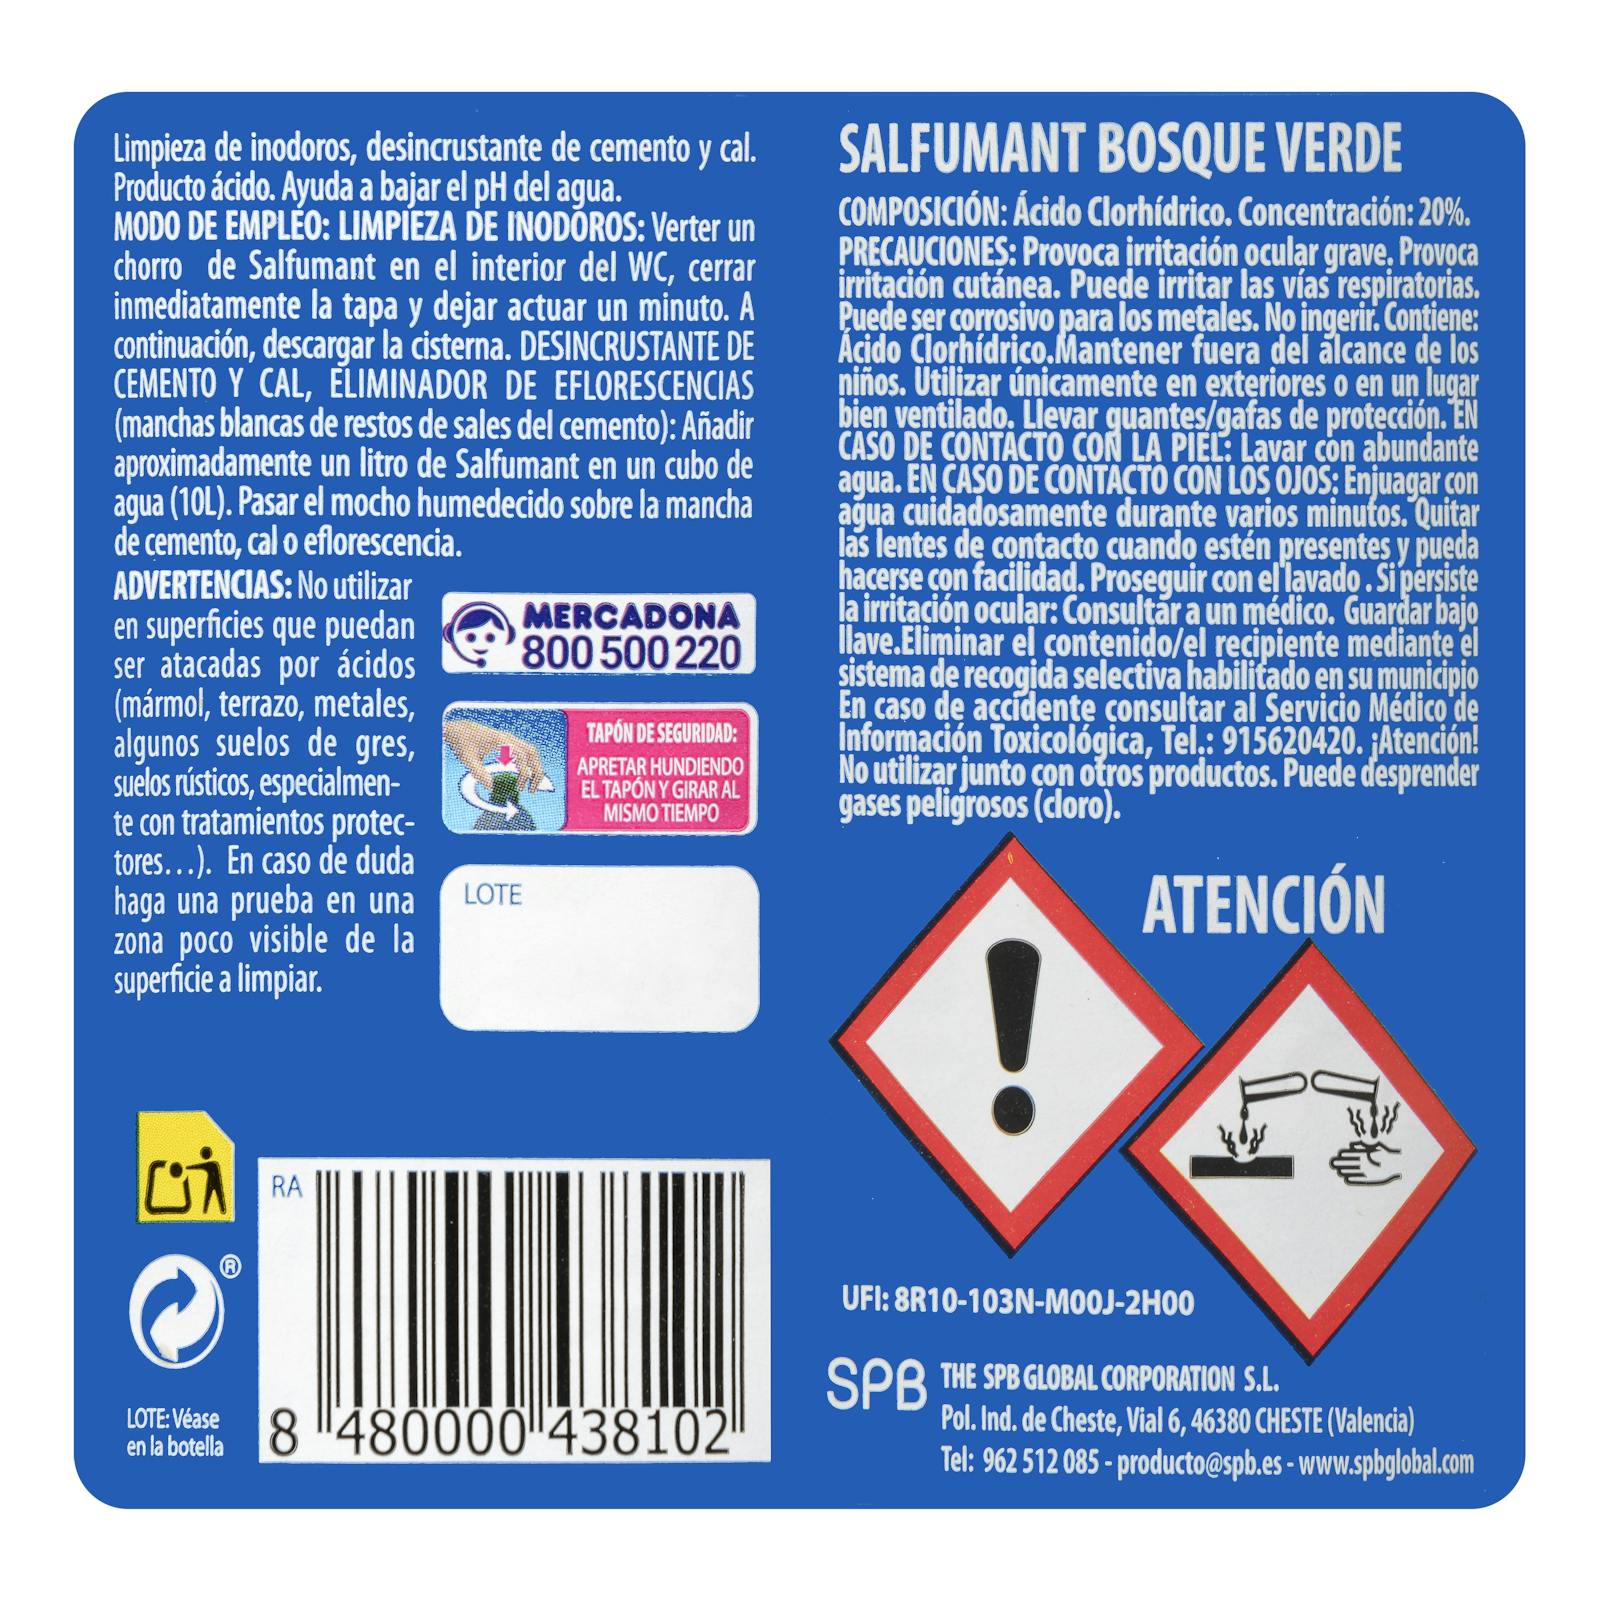 Limpieza de inodoros, desincrustante de cemento y cal.
Producto ácido. Ayuda a bajar el pH del agua.
MODO DE EMPLEO: LIMPIEZA DE INODOROS: Verter un
chorro de Salfumant en el interior del WC, cerrar
inmediatamente la tapa y dejar actuar un minuto. A
continuación, descargar la cisterna. DESINCRUSTANTE DE
CEMENTO Y CAL, ELIMINADOR DE EFLORESCENCIAS
(manchas blancas de restos de sales del cemento): Añadir
aproximadamente un litro de Salfumant en un cubo de
agua (10L). Pasar el mocho humedecido sobre la mancha
de cemento, cal o eflorescencia.
ADVERTENCIAS: No utilizar
en superficies que puedan
ser atacadas por ácidos
(mármol, terrazo, metales,
algunos suelos de gres,
suelos rústicos, especialmen-
te con tratamientos protec-
tores...). En caso de duda
haga una prueba en una
zona poco visible de la
superficie a limpiar.
MERCADONA
800 500 220
TAPÓN DE SEGURIDAD:
APRETAR HUNDIENDO
EL TAPÓN Y GIRAR AL
MISMO TIEMPO
LOTE
RA
®
LOTE: Véase
en la botella
8 480000 438102
SALFUMANT BOSQUE VERDE
COMPOSICIÓN: Ácido Clorhídrico. Concentración: 20%.
PRECAUCIONES: Provoca irritación ocular grave. Provoca
irritación cutánea. Puede irritar las vías respiratorias.
Puede ser corrosivo para los metales. No ingerir. Contiene:
Ácido Clorhídrico.Mantener fuera del alcance de los
niños. Utilizar únicamente en exteriores o en un lugar
bien ventilado. Llevar guantes/gafas de protección. EN
CASO DE CONTACTO CON LA PIEL: Lavar con abundante
agua. EN CASO DE CONTACTO CON LOS OJOS: Enjuagar con
agua cuidadosamente durante varios minutos. Quitar
las lentes de contacto cuando estén presentes y pueda
hacerse con facilidad. Proseguir con el lavado . Si persiste
la irritación ocular: Consultar a un médico. Guardar bajo
llave.Eliminar el contenido/el recipiente mediante el
sistema de recogida selectiva habilitado en su municipio
En caso de accidente consultar al Servicio Médico de
Información Toxicológica, Tel.: 915620420. ¡Atención!
No utilizar junto con otros productos. Puede desprender
gases peligrosos (cloro).
ATENCIÓN
UFI: 8R10-103N-M00J-2H00
SPB
THE SPB GLOBAL CORPORATION S.L.
Pol. Ind. de Cheste, Vial 6, 46380 CHESTE (Valencia)
Tel: 962 512 085 - producto@spb.es - www.spbglobal.com